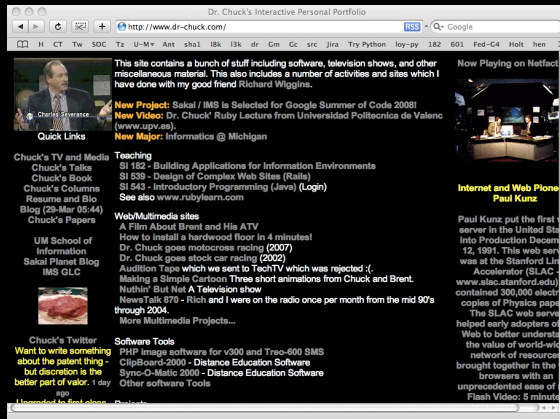 Dr. Chuck's Interactive Personal Portfolio
http://www.dr-chuck.com/
RSS
Google
H CT Tw SOC Tz U-M▾ Ant sha1 l8k l3k dr Gm Gc src Jira Try Python loy-py 182 601 Fed-G4 Holt hen
Charles Severance
Quick Links
Chuck's TV and Media
Chuck's Talks
Chuck's Book
Chuck's Columns
Resume and Bio
Blog (29-Mar 05:44)
Chuck's Papers
UM School of
Information
Sakai Planet Blog
IMS GLC
Chuck's Twitter
Want to write something
about the patent thing -
but discretion is the
better part of valor. 1 day
ago
Upgraded to first class
This site contains a bunch of stuff including software, television shows, and other
miscellaneous material. This also includes a number of activities and sites which I
have done with my good friend Richard Wiggins.
New Project: Sakai / IMS is Selected for Google Summer of Code 2008!
New Video: Dr. Chuck' Ruby Lecture from Universidad Politecnica de Valenc
(www.upv.es).
New Major: Informatics @ Michigan
Teaching
SI 182 - Building Applications for Information Environments
SI 539 - Design of Complex Web Sites (Rails)
SI 543 - Introductory Programming (Java) (Login)
See also www.rubylearn.com
Web/Multimedia sites
A Film About Brent and His ATV
How to install a hardwood floor in 4 minutes!
Dr. Chuck goes motocross racing (2007)
Dr. Chuck goes stock car racing (2002)
Audition Tape which we sent to TechTV which was rejected :(.
Making a Simple Cartoon Three short animations from Chuck and Brent.
Nuthin' But Net A Television show
NewsTalk 870 - Rich and I were on the radio once per month from the mid 90's
through 2004.
More Multimedia Projects...
Software Tools
PHP Image software for v300 and Treo-600 SMS
ClipBoard-2000 - Distance Education Software
Sync-O-Matic 2000 - Distance Education Software
Other software Tools
Projects
Now Playing on Netfact
Internet and Web Pione
Paul Kunz
Paul Kunz put the first w
server in the United Sta
into Production Decem
12, 1991. This web serv
was at the Stanford Lin
Accelerator (SLAC -
www.slac.stanford.edu)
contained 300,000 electr
copies of Physics pape
The SLAC web serve
helped early adopters of
Web to better understa
the value of world-wic
network of resource
brought together in the
browsers with an
unprecedented ease of
Flash Video: 5 minute